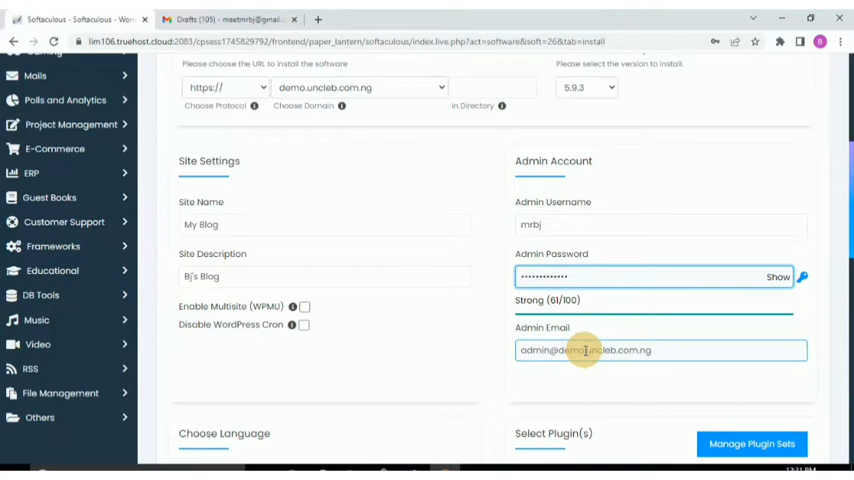 Softaculous - Softaculous - Wor
Drafts (105) - meetmrbj@gmail.
lim106.truehost.cloud:2083/cpsess1745829792/frontend/paper_lantern/softaculous/index.live.php?act=software&soft=26&tab=install
B
Mails
Polls and Analytics
Project Management
E-Commerce
ERP
Guest Books
Customer Support
Frameworks
Educational
DB Tools
Music
Video
RSS
File Management
Others
Please choose the URL to install the software
Please select the version to install.
https://
demo.uncleb.com.ng
5.9.3
Choose Protocol
Choose Domain
In Directory
Site Settings
Site Name
My Blog
Site Description
Bj's Blog
Enable Multisite (WPMU)
Disable WordPress Cron
Admin Account
Admin Username
mrbj
Admin Password
•••••••••••••
Show
Strong (61/100)
Admin Email
admin@demo.uncleb.com.ng
Choose Language
Select Plugin(s)
Manage Plugin Sets